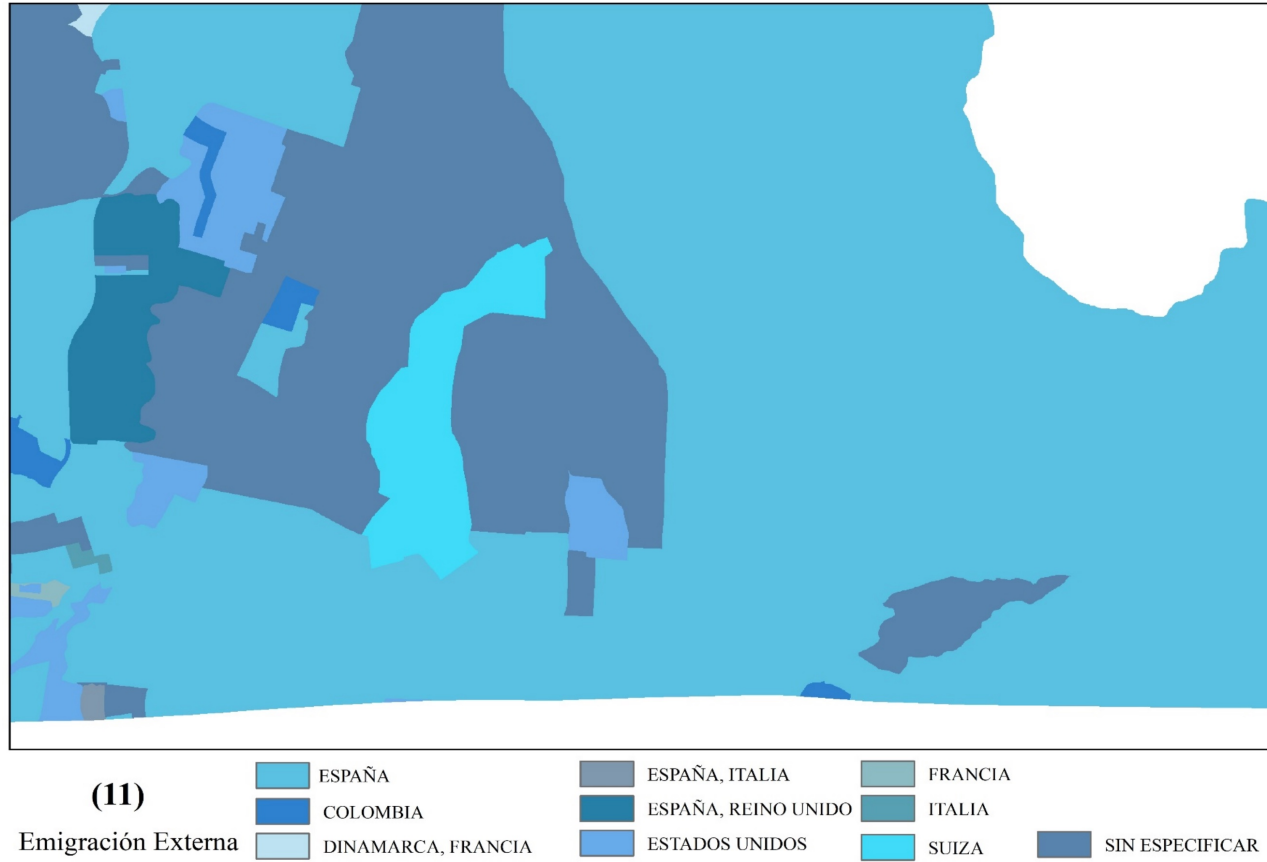 (11)
Emigración Externa
ESPAÑA
COLOMBIA
DINAMARCA, FRANCIA
ESPAÑA, ITALIA
ESPAÑA, REINO UNIDO
ESTADOS UNIDOS
FRANCIA
ITALIA
SUIZA
SIN ESPECIFICAR